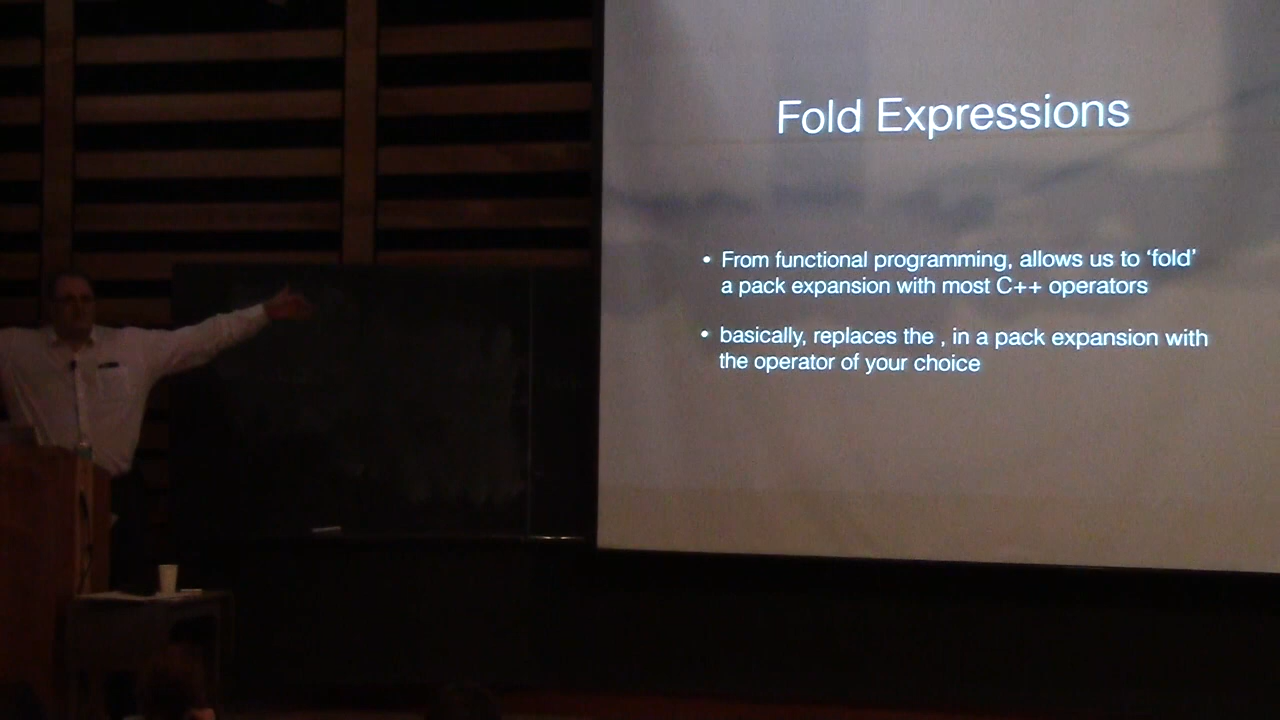 Fold Expressions
• From functional programming, allows us to ‘fold’
a pack expansion with most C++ operators
• basically, replaces the , in a pack expansion with
the operator of your choice